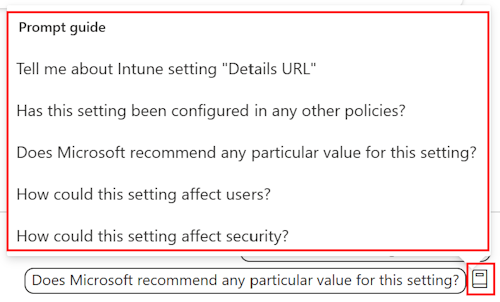 Prompt guide
Tell me about Intune setting "Details URL"
Has this setting been configured in any other policies?
Does Microsoft recommend any particular value for this setting?
How could this setting affect users?
How could this setting affect security?
Does Microsoft recommend any particular value for this setting?